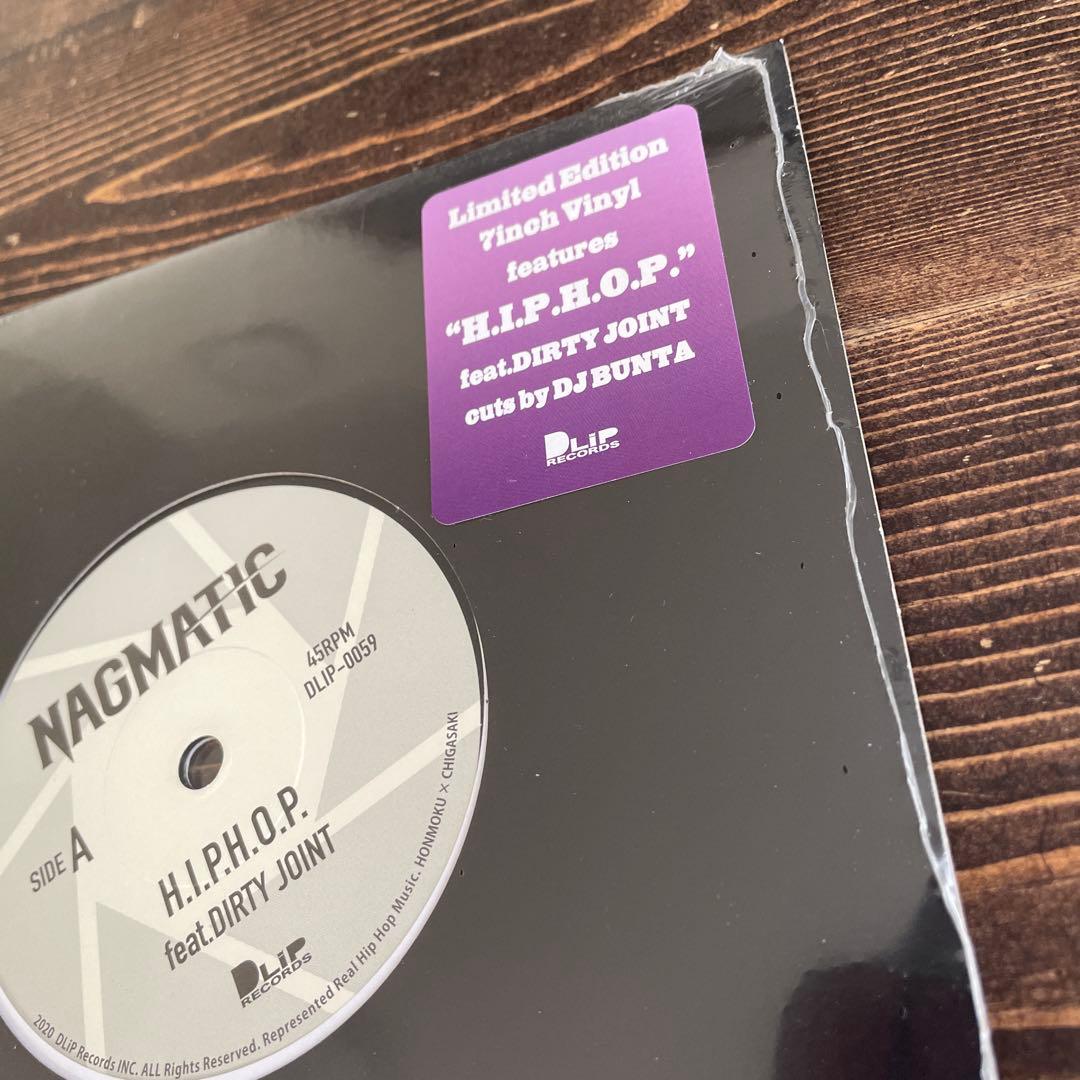 Limited Edition
7inch Vinyl
features
“H.I.P.H.O.P.”
feat.DIRTY JOINT
cuts by DJ BUNTA
DLiP
RECORDS
NAGMATIC
45RPM
DLIP-0059
SIDE A
H.I.P.H.O.P.
feat.DIRTY JOINT
DLiP
RECORDS
2020 DLiP Records INC. ALL Rights Reserved. Represented Real Hip Hop Music. HONMOKU × CHIGASAKI